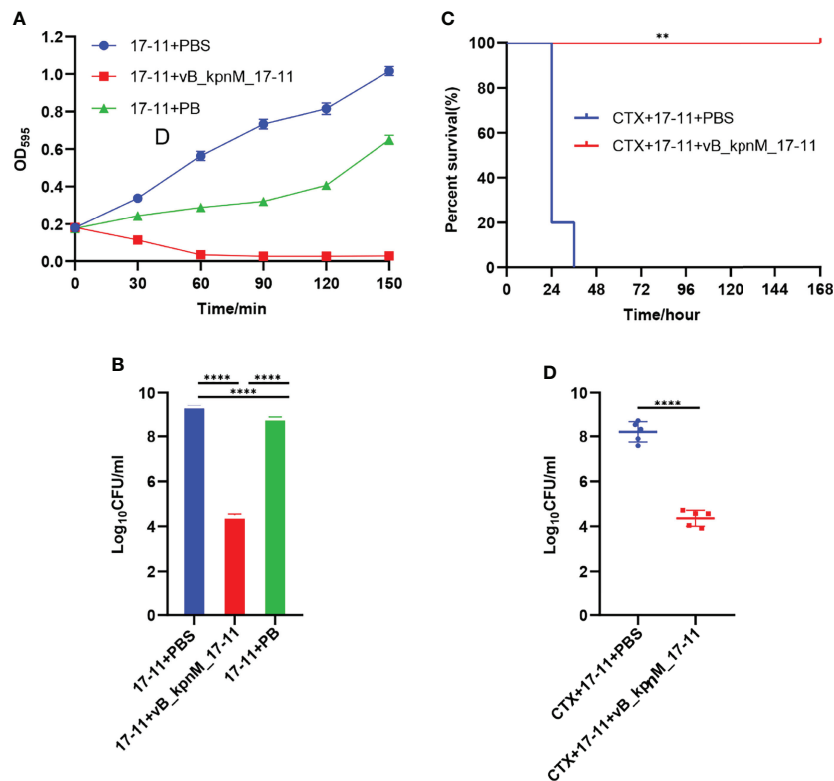 A
17-11+PBS
17-11+vB_kpnM_17-11
17-11+PB
D
OD595
1.2
1.0
0.8
0.6
0.4
0.2
0.0
0 30 60 90 120 150
Time/min
C
**
CTX+17-11+PBS
CTX+17-11+vB_kpnM_17-11
Percent survival(%)
100
80
60
40
20
0
0 24 48 72 96 120 144 168
Time/hour
B
**** ****
****
Log10CFU/ml
10
8
6
4
2
0
17-11+PBS
17-11+vB_kpnM_17-11
17-11+PB
D
****
Log10CFU/ml
10
8
6
4
2
0
CTX+17-11+PBS
CTX+17-11+vB_kpnM_17-11